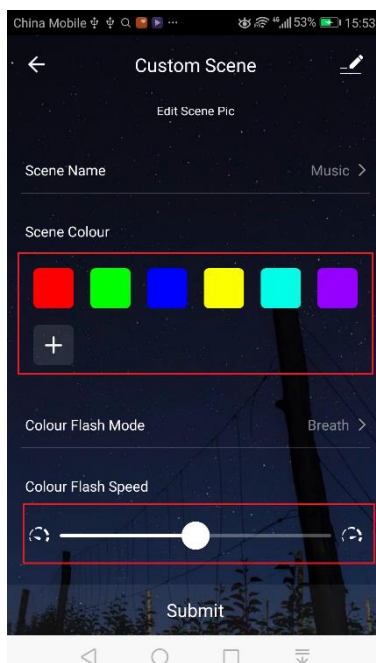 China Mobile ... 4G 53% 15:53
Custom Scene
Edit Scene Pic
Scene Name Music >
Scene Colour
+
Colour Flash Mode Breath >
Colour Flash Speed
Submit